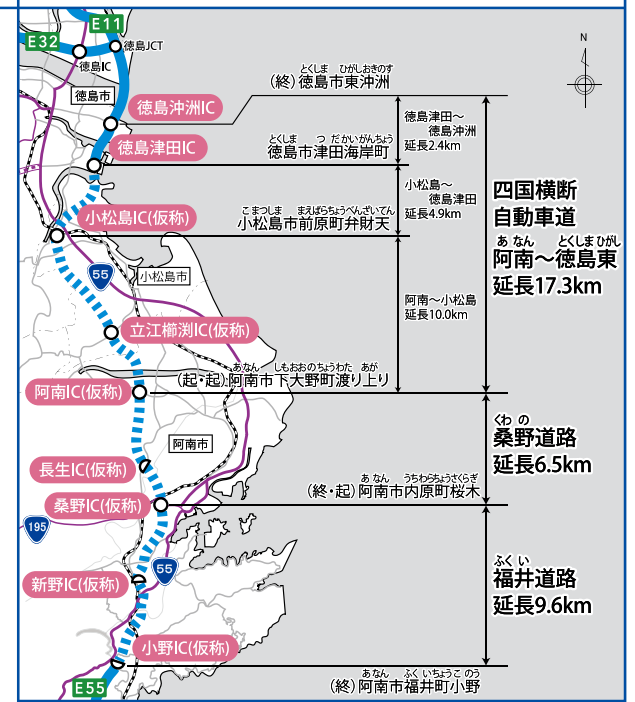 E11
E32
徳島JCT
徳島IC
N
徳島市
とくしま ひがしおきのす
(終)徳島市東沖洲
徳島沖洲IC
徳島津田〜
徳島沖洲
延長2.4km
徳島津田IC
とくしま つ だかいがんちょう
徳島市津田海岸町
小松島〜
徳島津田
延長4.9km
四国横断
自動車道
あ なん とくしまひがし
阿南〜徳島東
延長17.3km
小松島IC(仮称)
こまつしま まえばらちょうべんざいてん
小松島市前原町弁財天
55
小松島市
阿南〜小松島
延長10.0km
立江櫛渕IC(仮称)
あなん しもおおのちょうわた あが
(起・起)阿南市下大野町渡り上り
阿南IC(仮称)
くわ の
桑野道路
延長6.5km
阿南市
長生IC(仮称)
あ なん うちわらちょうさくらぎ
(終・起)阿南市内原町桜木
桑野IC(仮称)
195
55
新野IC(仮称)
ふく い
福井道路
延長9.6km
小野IC(仮称)
E55
あなん ふく いちょうこ のう
(終)阿南市福井町小野